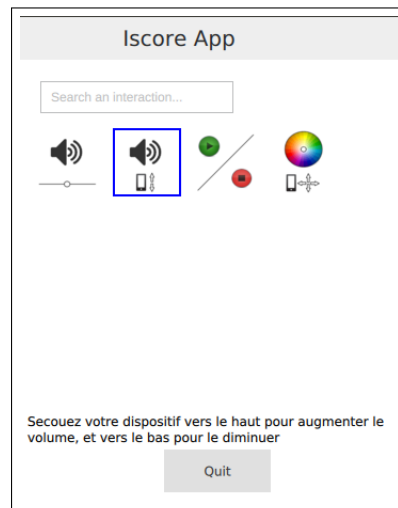 Iscore App
Search an interaction...
Secouez votre dispositif vers le haut pour augmenter le
volume, et vers le bas pour le diminuer
Quit